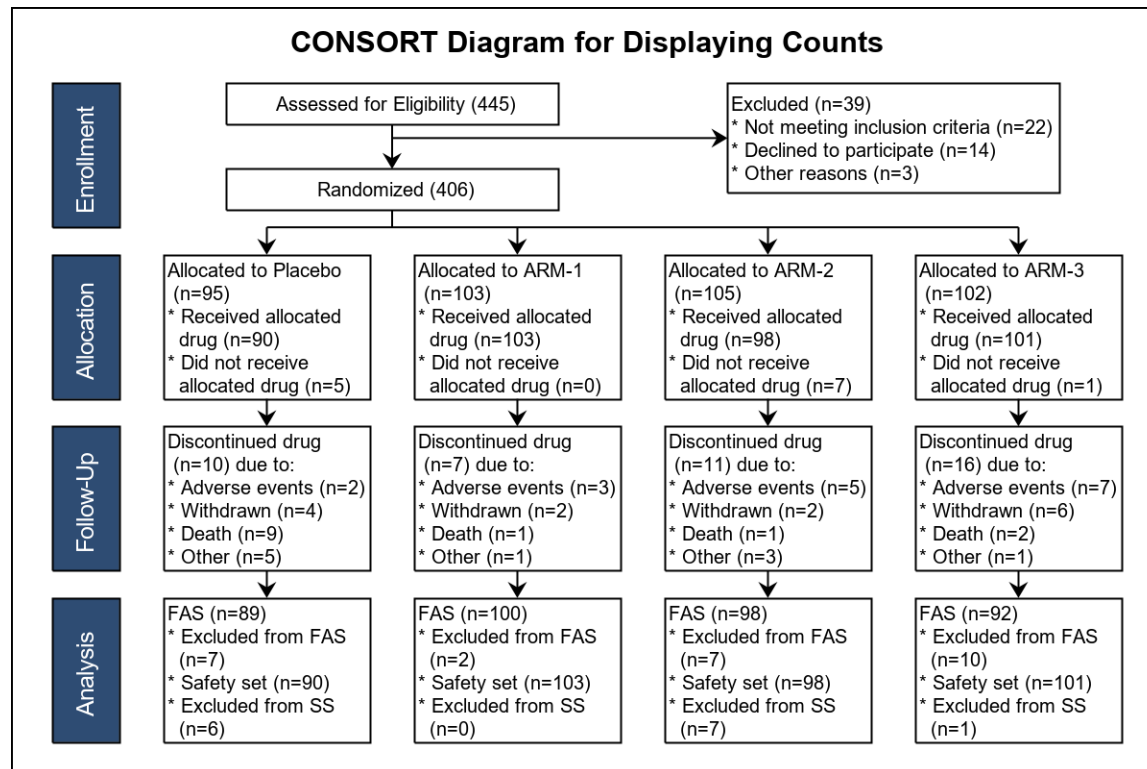 CONSORT Diagram for Displaying Counts
Enrollment
Assessed for Eligibility (445)
Excluded (n=39)
* Not meeting inclusion criteria (n=22)
* Declined to participate (n=14)
* Other reasons (n=3)
Randomized (406)
Allocation
Allocated to Placebo
(n=95)
* Received allocated
drug (n=90)
* Did not receive
allocated drug (n=5)
Allocated to ARM-1
(n=103)
* Received allocated
drug (n=103)
* Did not receive
allocated drug (n=0)
Allocated to ARM-2
(n=105)
* Received allocated
drug (n=98)
* Did not receive
allocated drug (n=7)
Allocated to ARM-3
(n=102)
* Received allocated
drug (n=101)
* Did not receive
allocated drug (n=1)
Follow-Up
Discontinued drug
(n=10) due to:
* Adverse events (n=2)
* Withdrawn (n=4)
* Death (n=9)
* Other (n=5)
Discontinued drug
(n=7) due to:
* Adverse events (n=3)
* Withdrawn (n=2)
* Death (n=1)
* Other (n=1)
Discontinued drug
(n=11) due to:
* Adverse events (n=5)
* Withdrawn (n=2)
* Death (n=1)
* Other (n=3)
Discontinued drug
(n=16) due to:
* Adverse events (n=7)
* Withdrawn (n=6)
* Death (n=2)
* Other (n=1)
Analysis
FAS (n=89)
* Excluded from FAS
(n=7)
* Safety set (n=90)
* Excluded from SS
(n=6)
FAS (n=100)
* Excluded from FAS
(n=2)
* Safety set (n=103)
* Excluded from SS
(n=0)
FAS (n=98)
* Excluded from FAS
(n=7)
* Safety set (n=98)
* Excluded from SS
(n=7)
FAS (n=92)
* Excluded from FAS
(n=10)
* Safety set (n=101)
* Excluded from SS
(n=1)